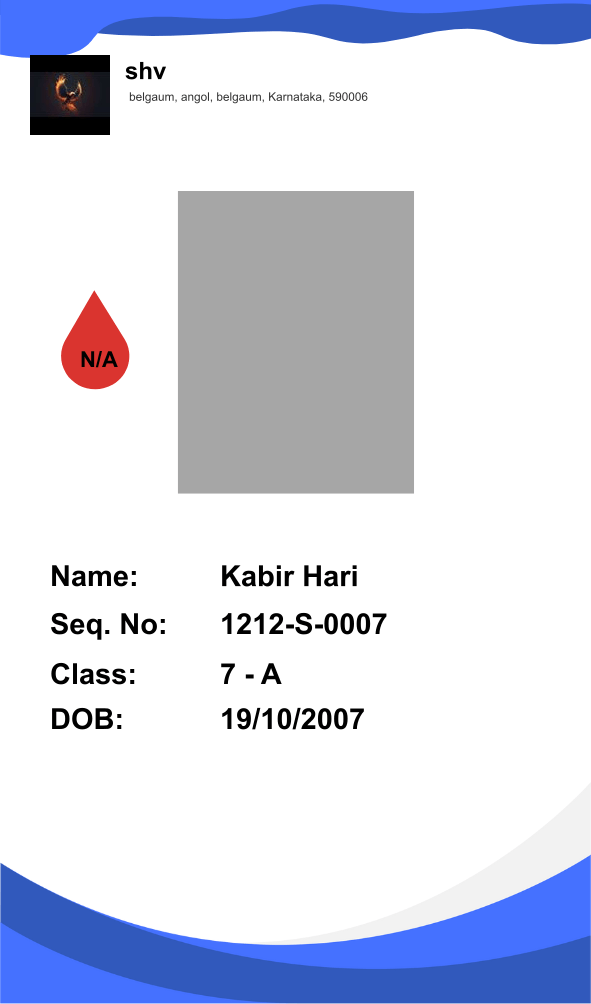 shv
belgaum, angol, belgaum, Karnataka, 590006
N/A
Name: Kabir Hari
Seq. No: 1212-S-0007
Class: 7 - A
DOB: 19/10/2007